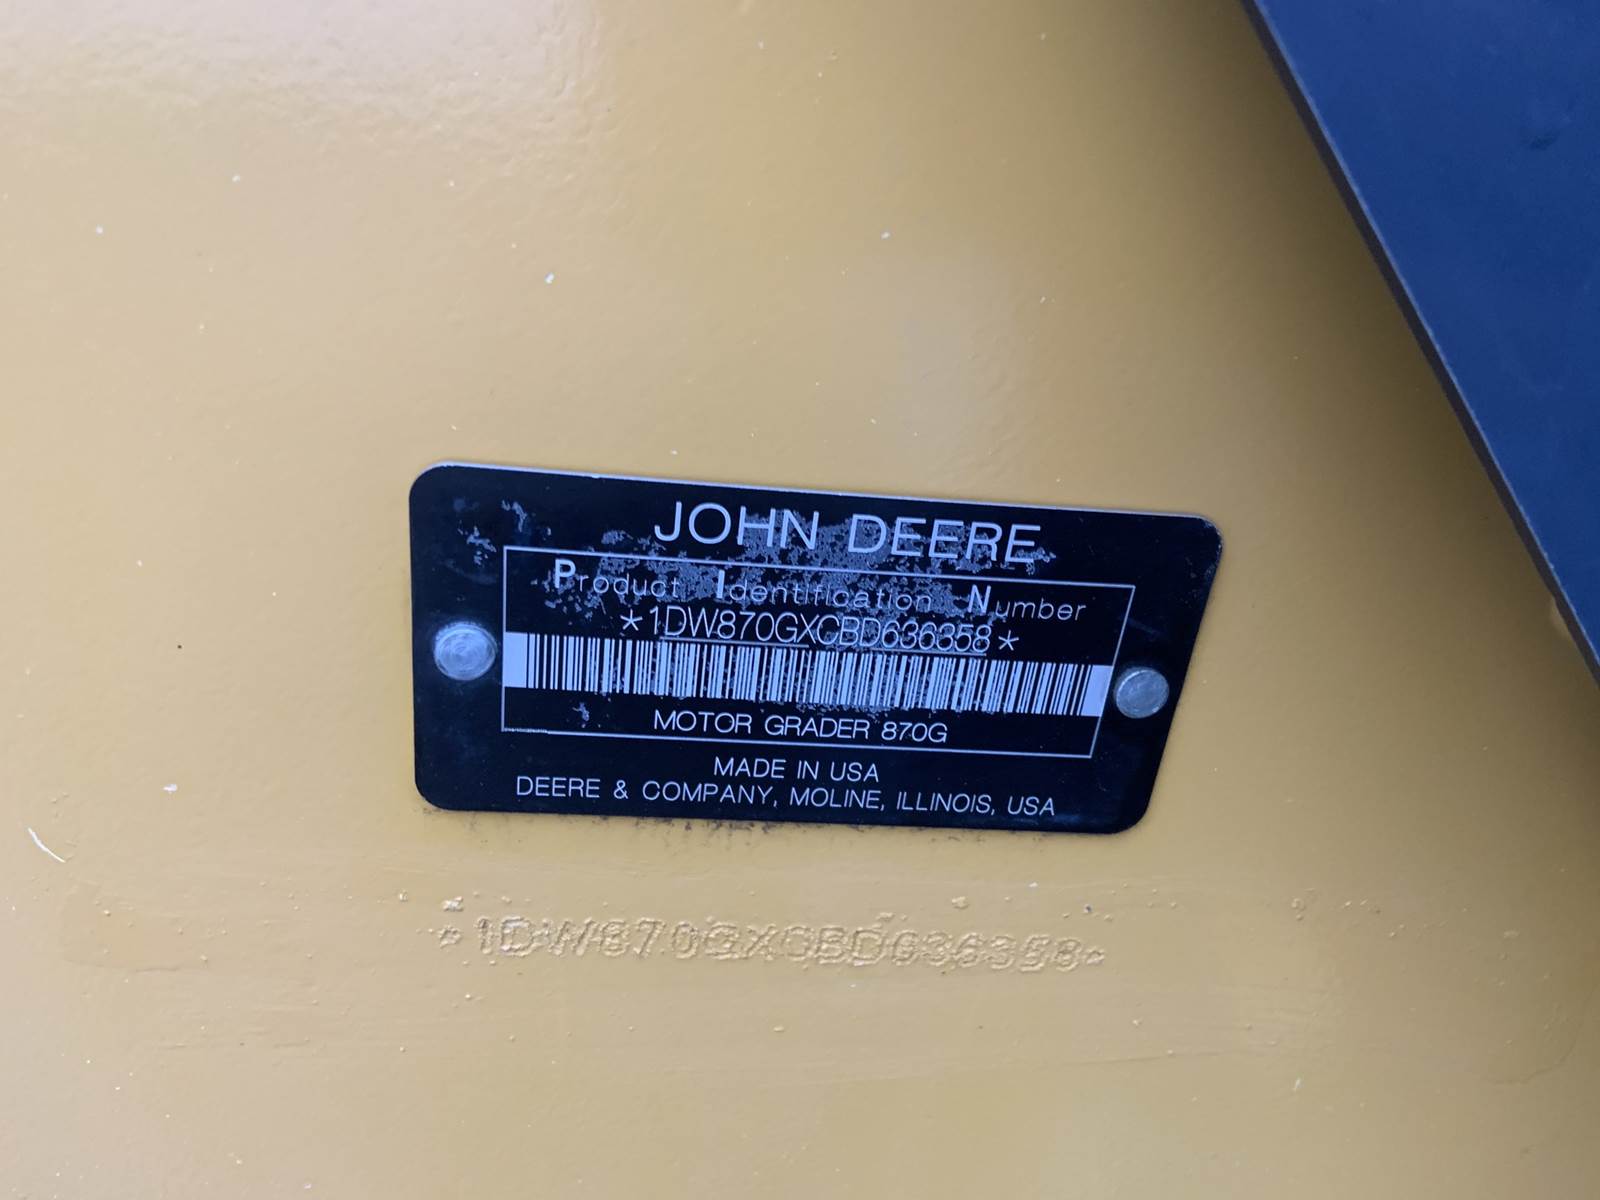 JOHN DEERE
Product Identification Number
*1DW870GXCBD636358*
MOTOR GRADER 870G
MADE IN USA
DEERE & COMPANY, MOLINE, ILLINOIS, USA
*1DW870GXCBD636358*